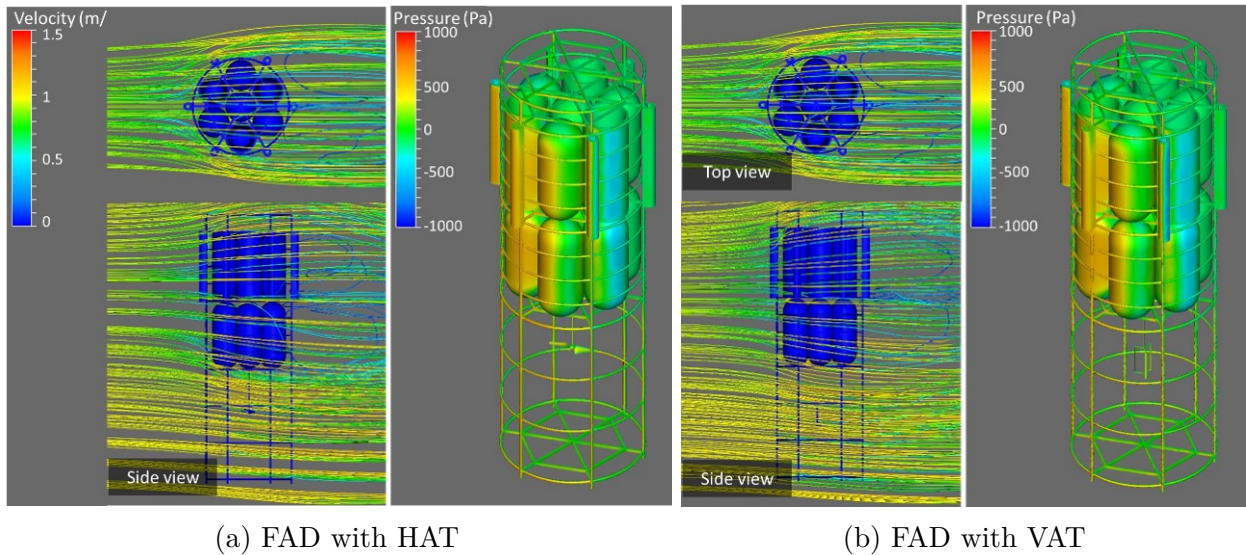 Velocity (m/
1.5
1
0.5
0
Side view
Pressure (Pa)
1000
500
0
-500
-1000
Top view
Side view
Pressure (Pa)
1000
500
0
-500
-1000
(a) FAD with HAT
(b) FAD with VAT